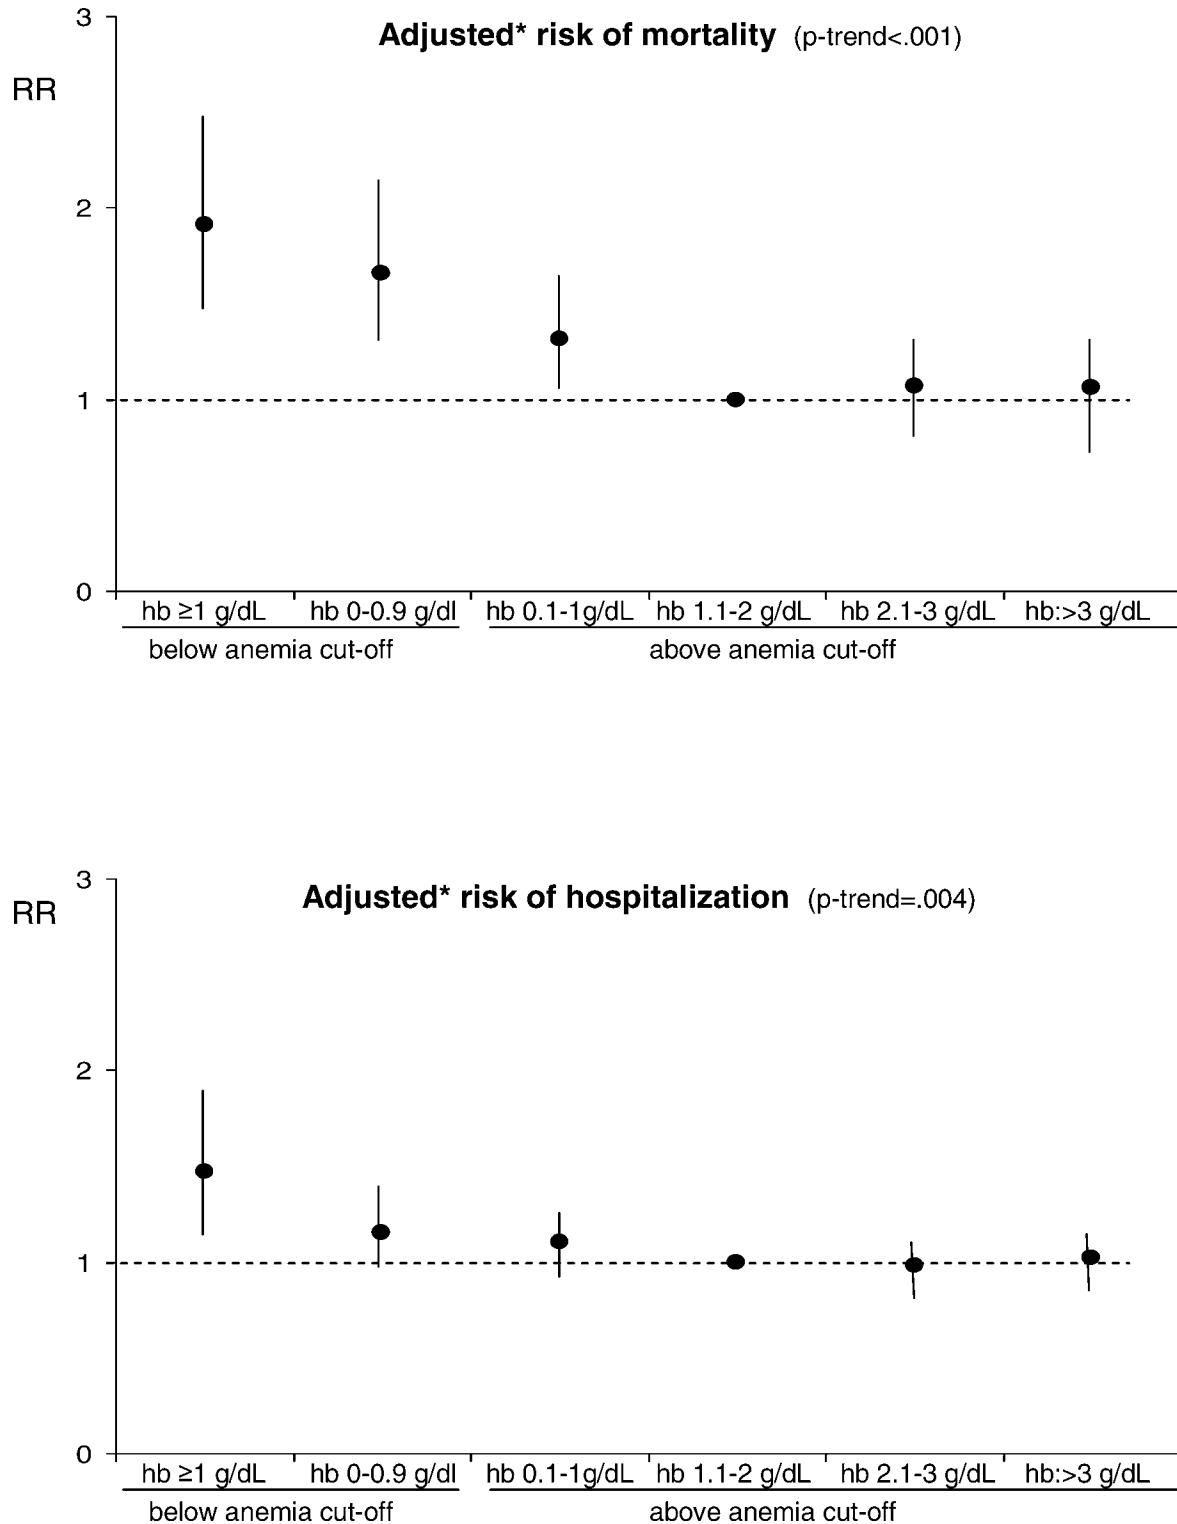 3
Adjusted* risk of mortality (p-trend<.001)
RR
2
1
0
hb ≥1 g/dL hb 0-0.9 g/dl hb 0.1-1g/dL hb 1.1-2 g/dL hb 2.1-3 g/dL hb:>3 g/dL
below anemia cut-off above anemia cut-off
3
Adjusted* risk of hospitalization (p-trend=.004)
RR
2
1
0
hb ≥1 g/dL hb 0-0.9 g/dl hb 0.1-1g/dL hb 1.1-2 g/dL hb 2.1-3 g/dL hb:>3 g/dL
below anemia cut-off above anemia cut-off